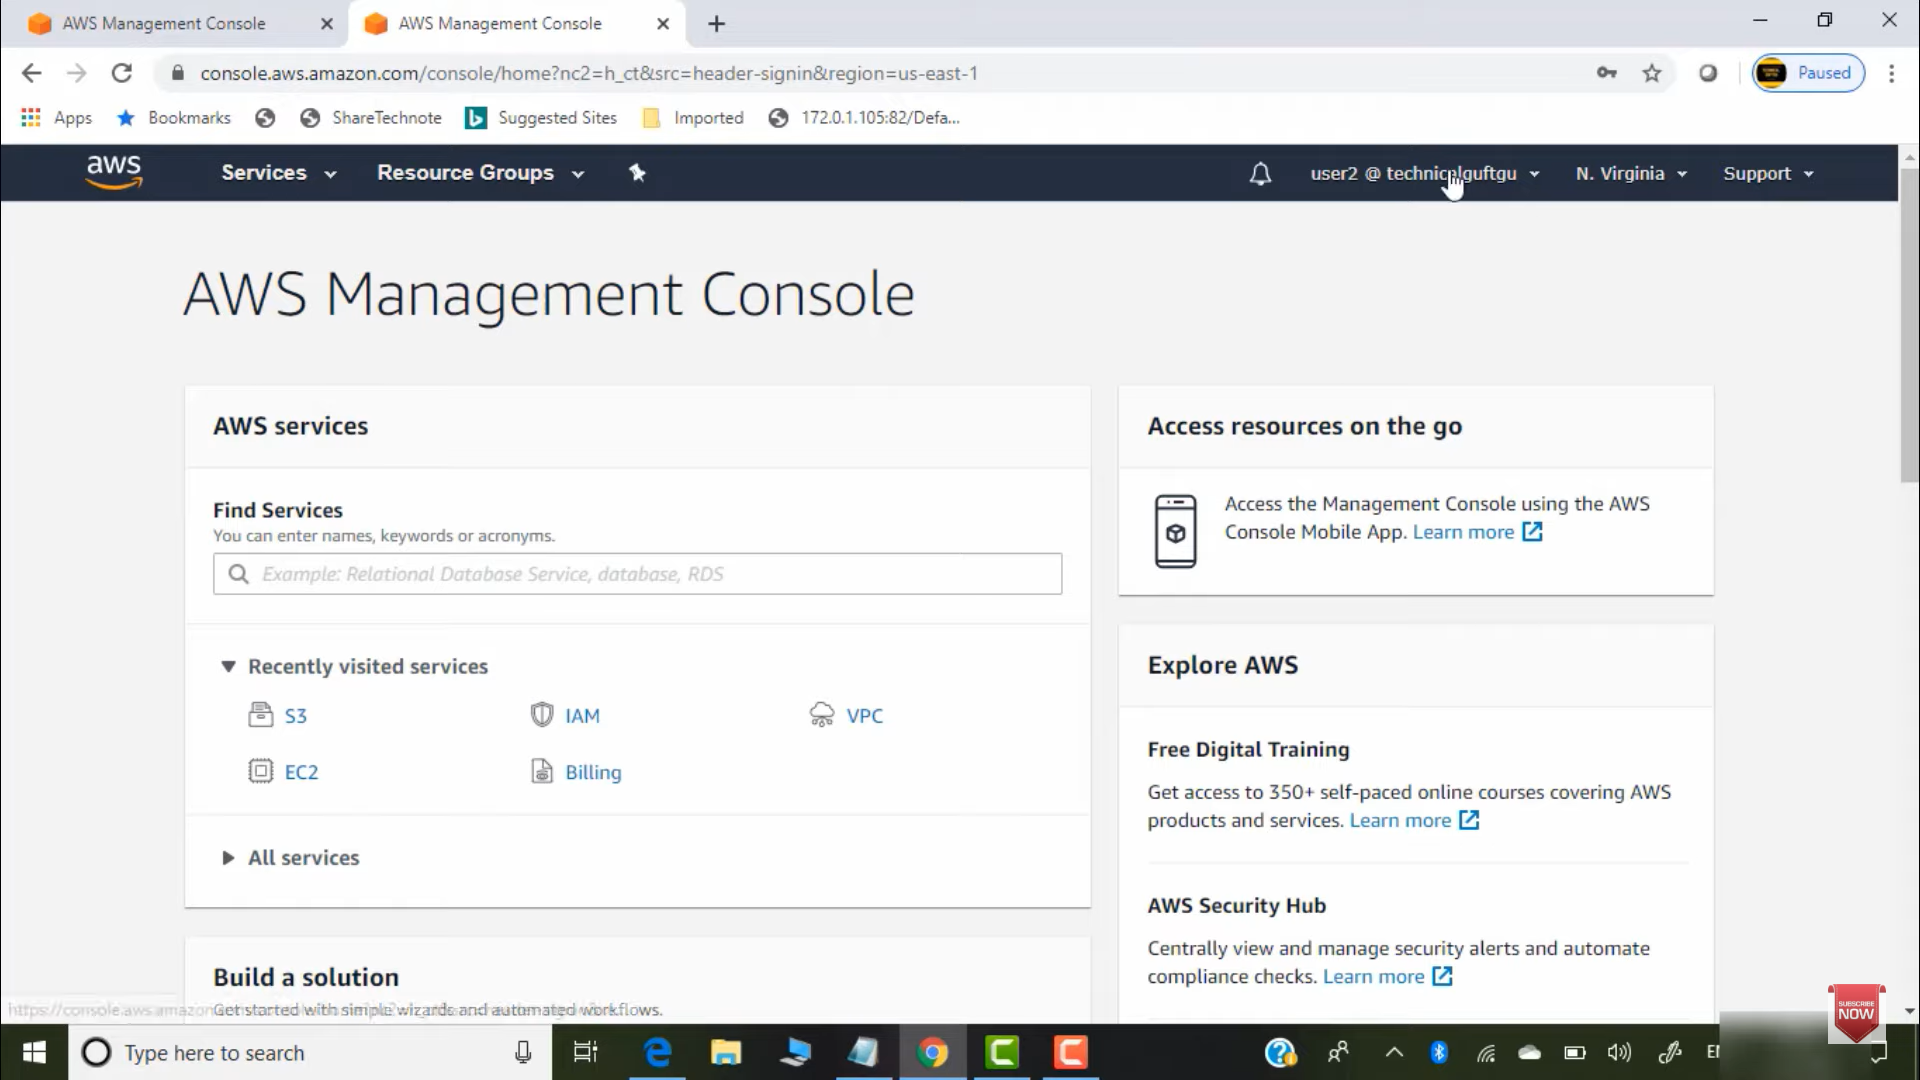 AWS Management Console
AWS Management Console
console.aws.amazon.com/console/home?nc2=h_ct&src=header-signin&region=us-east-1
Paused
Apps
Bookmarks
ShareTechnote
Suggested Sites
Imported
172.0.1.105:82/Defa...
aws
Services
Resource Groups
user2 @ technicalguftgu
N. Virginia
Support
AWS Management Console
AWS services
Find Services
You can enter names, keywords or acronyms.
Example: Relational Database Service, database, RDS
Recently visited services
S3
IAM
VPC
EC2
Billing
All services
Build a solution
Get started with simple wizards and automated workflows.
Access resources on the go
Access the Management Console using the AWS
Console Mobile App. Learn more
Explore AWS
Free Digital Training
Get access to 350+ self-paced online courses covering AWS
products and services. Learn more
AWS Security Hub
Centrally view and manage security alerts and automate
compliance checks. Learn more
https://console.aws.amazon
SUBSCRIBE
NOW
Type here to search